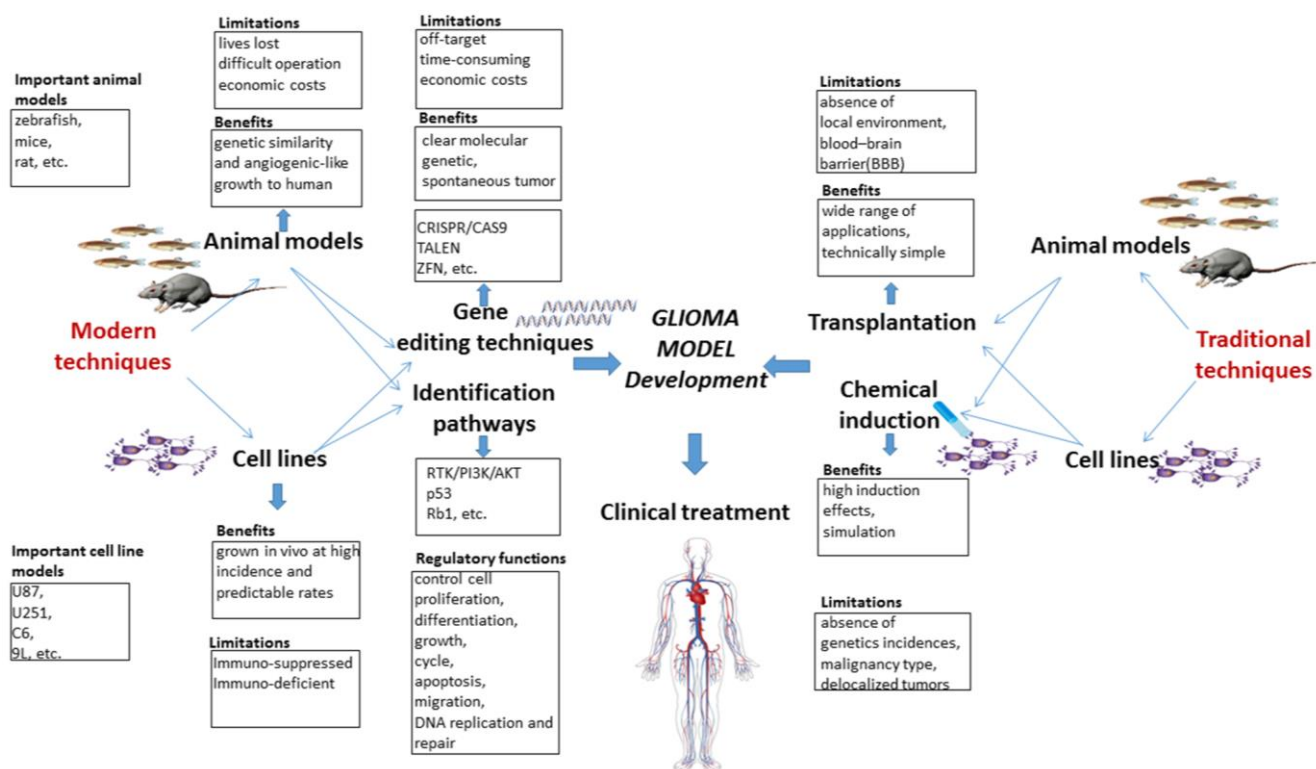 Important animal
models
zebrafish,
mice,
rat, etc.
Limitations
lives lost
difficult operation
economic costs
Benefits
genetic similarity
and angiogenic-like
growth to human
Animal models
Modern
techniques
Cell lines
Benefits
grown in vivo at high
incidence and
predictable rates
Limitations
Immuno-suppressed
Immuno-deficient
Important cell line
models
U87,
U251,
C6,
9L, etc.
Limitations
off-target
time-consuming
economic costs
Benefits
clear molecular
genetic,
spontaneous tumor
CRISPR/CAS9
TALEN
ZFN, etc.
Gene
editing techniques
Identification
pathways
RTK/PI3K/AKT
p53
Rb1, etc.
Regulatory functions
control cell
proliferation,
differentiation,
growth,
cycle,
apoptosis,
migration,
DNA replication and
repair
GLIOMA
MODEL
Development
Clinical treatment
Limitations
absence of
local environment,
blood–brain
barrier(BBB)
Benefits
wide range of
applications,
technically simple
Transplantation
Chemical
induction
Benefits
high induction
effects,
simulation
Limitations
absence of
genetics incidences,
malignancy type,
delocalized tumors
Animal models
Traditional
techniques
Cell lines